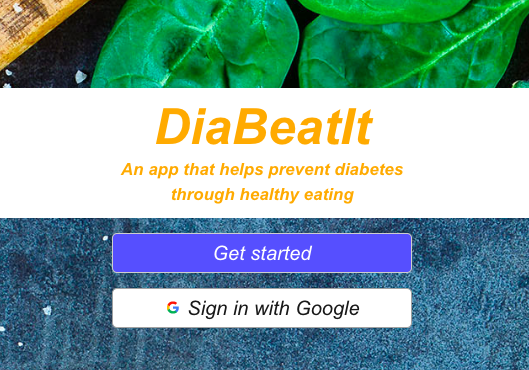 DiaBeatIt
An app that helps prevent diabetes
through healthy eating
Get started
Sign in with Google